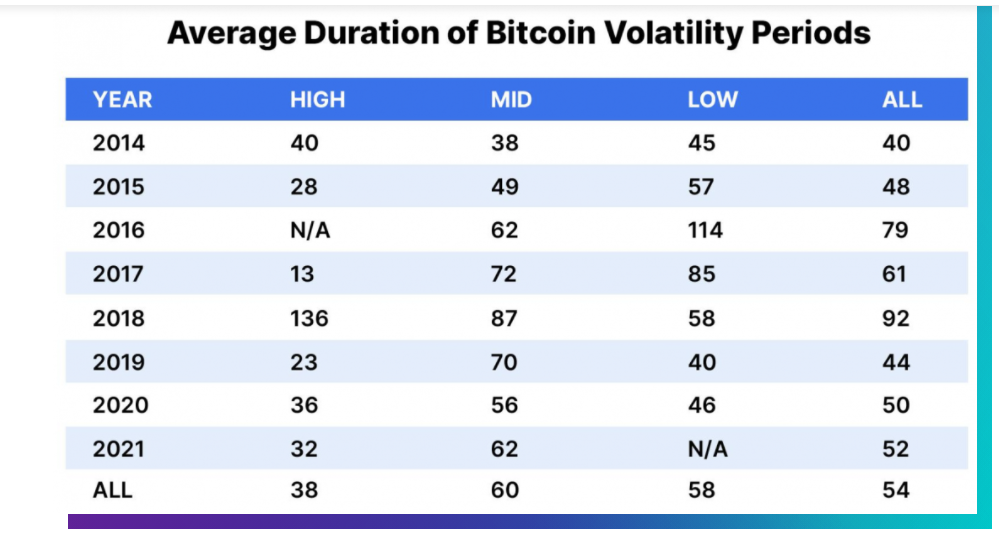 Average Duration of Bitcoin Volatility Periods
YEAR HIGH MID LOW ALL
2014 40 38 45 40
2015 28 49 57 48
2016 N/A 62 114 79
2017 13 72 85 61
2018 136 87 58 92
2019 23 70 40 44
2020 36 56 46 50
2021 32 62 N/A 52
ALL 38 60 58 54